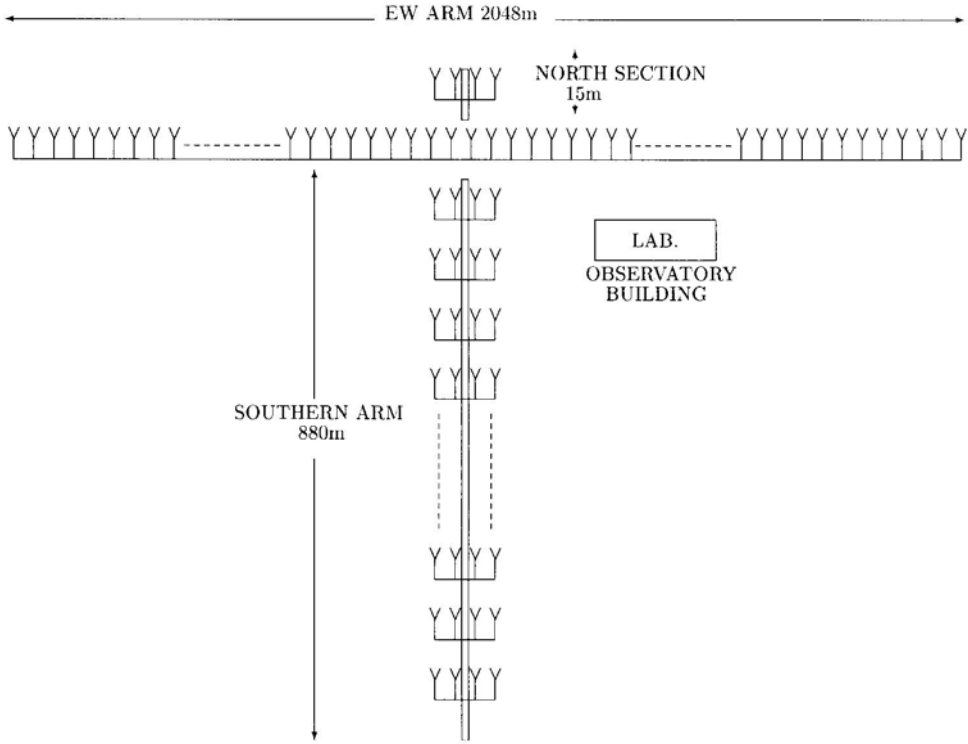 EW ARM 2048m
NORTH SECTION
15m
LAB.
OBSERVATORY
BUILDING
SOUTHERN ARM
880m